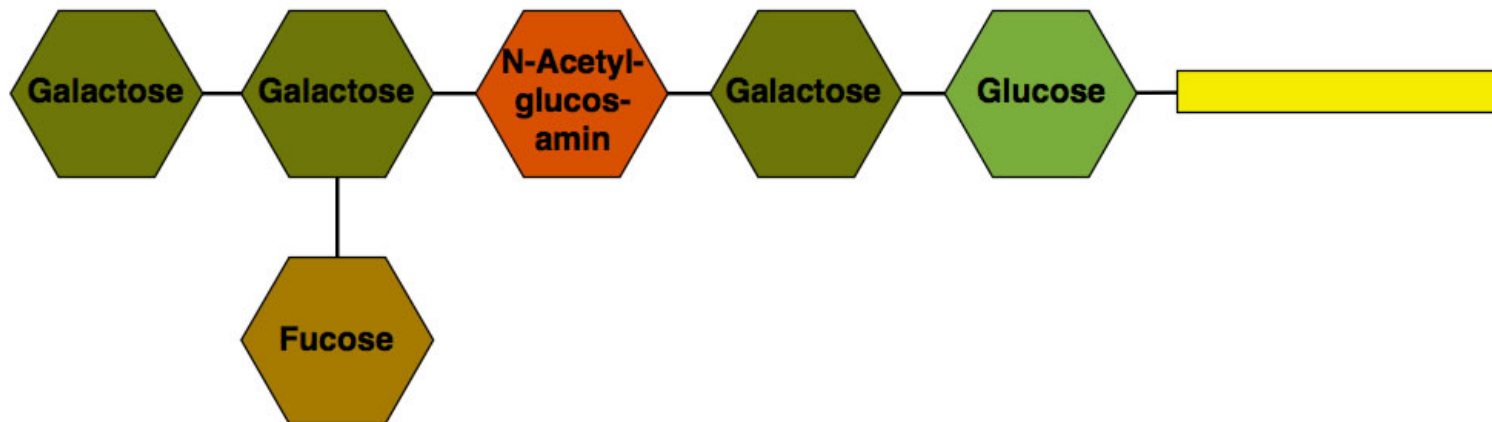 Galactose
Galactose
N-Acetyl-
glucos-
amin
Galactose
Glucose
Fucose